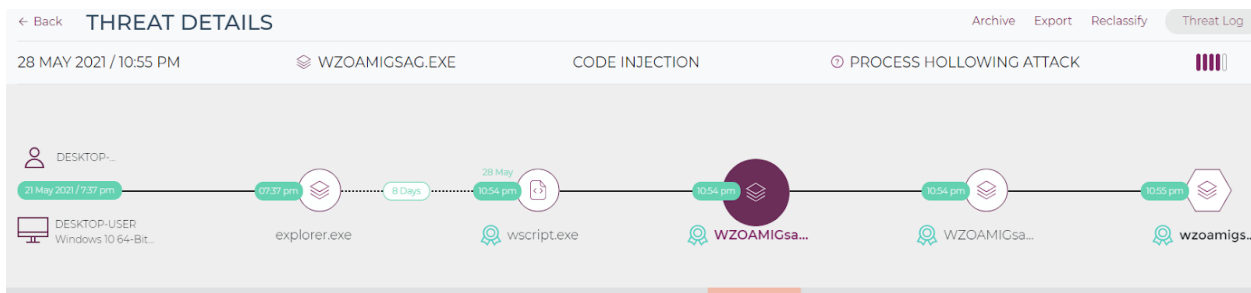 ← Back THREAT DETAILS Archive Export Reclassify Threat Log
28 MAY 2021 / 10:55 PM WZOAMIGSAG.EXE CODE INJECTION PROCESS HOLLOWING ATTACK
DESKTOP-...
28 May
21 May 2021 / 7:37 pm 07:37 pm 8 Days 10:54 pm 10:54 pm 10:54 pm 10:55 pm
DESKTOP-USER
Windows 10 64-Bit...
explorer.exe wscript.exe WZOAMIGsa... WZOAMIGsa... wzoamigs...